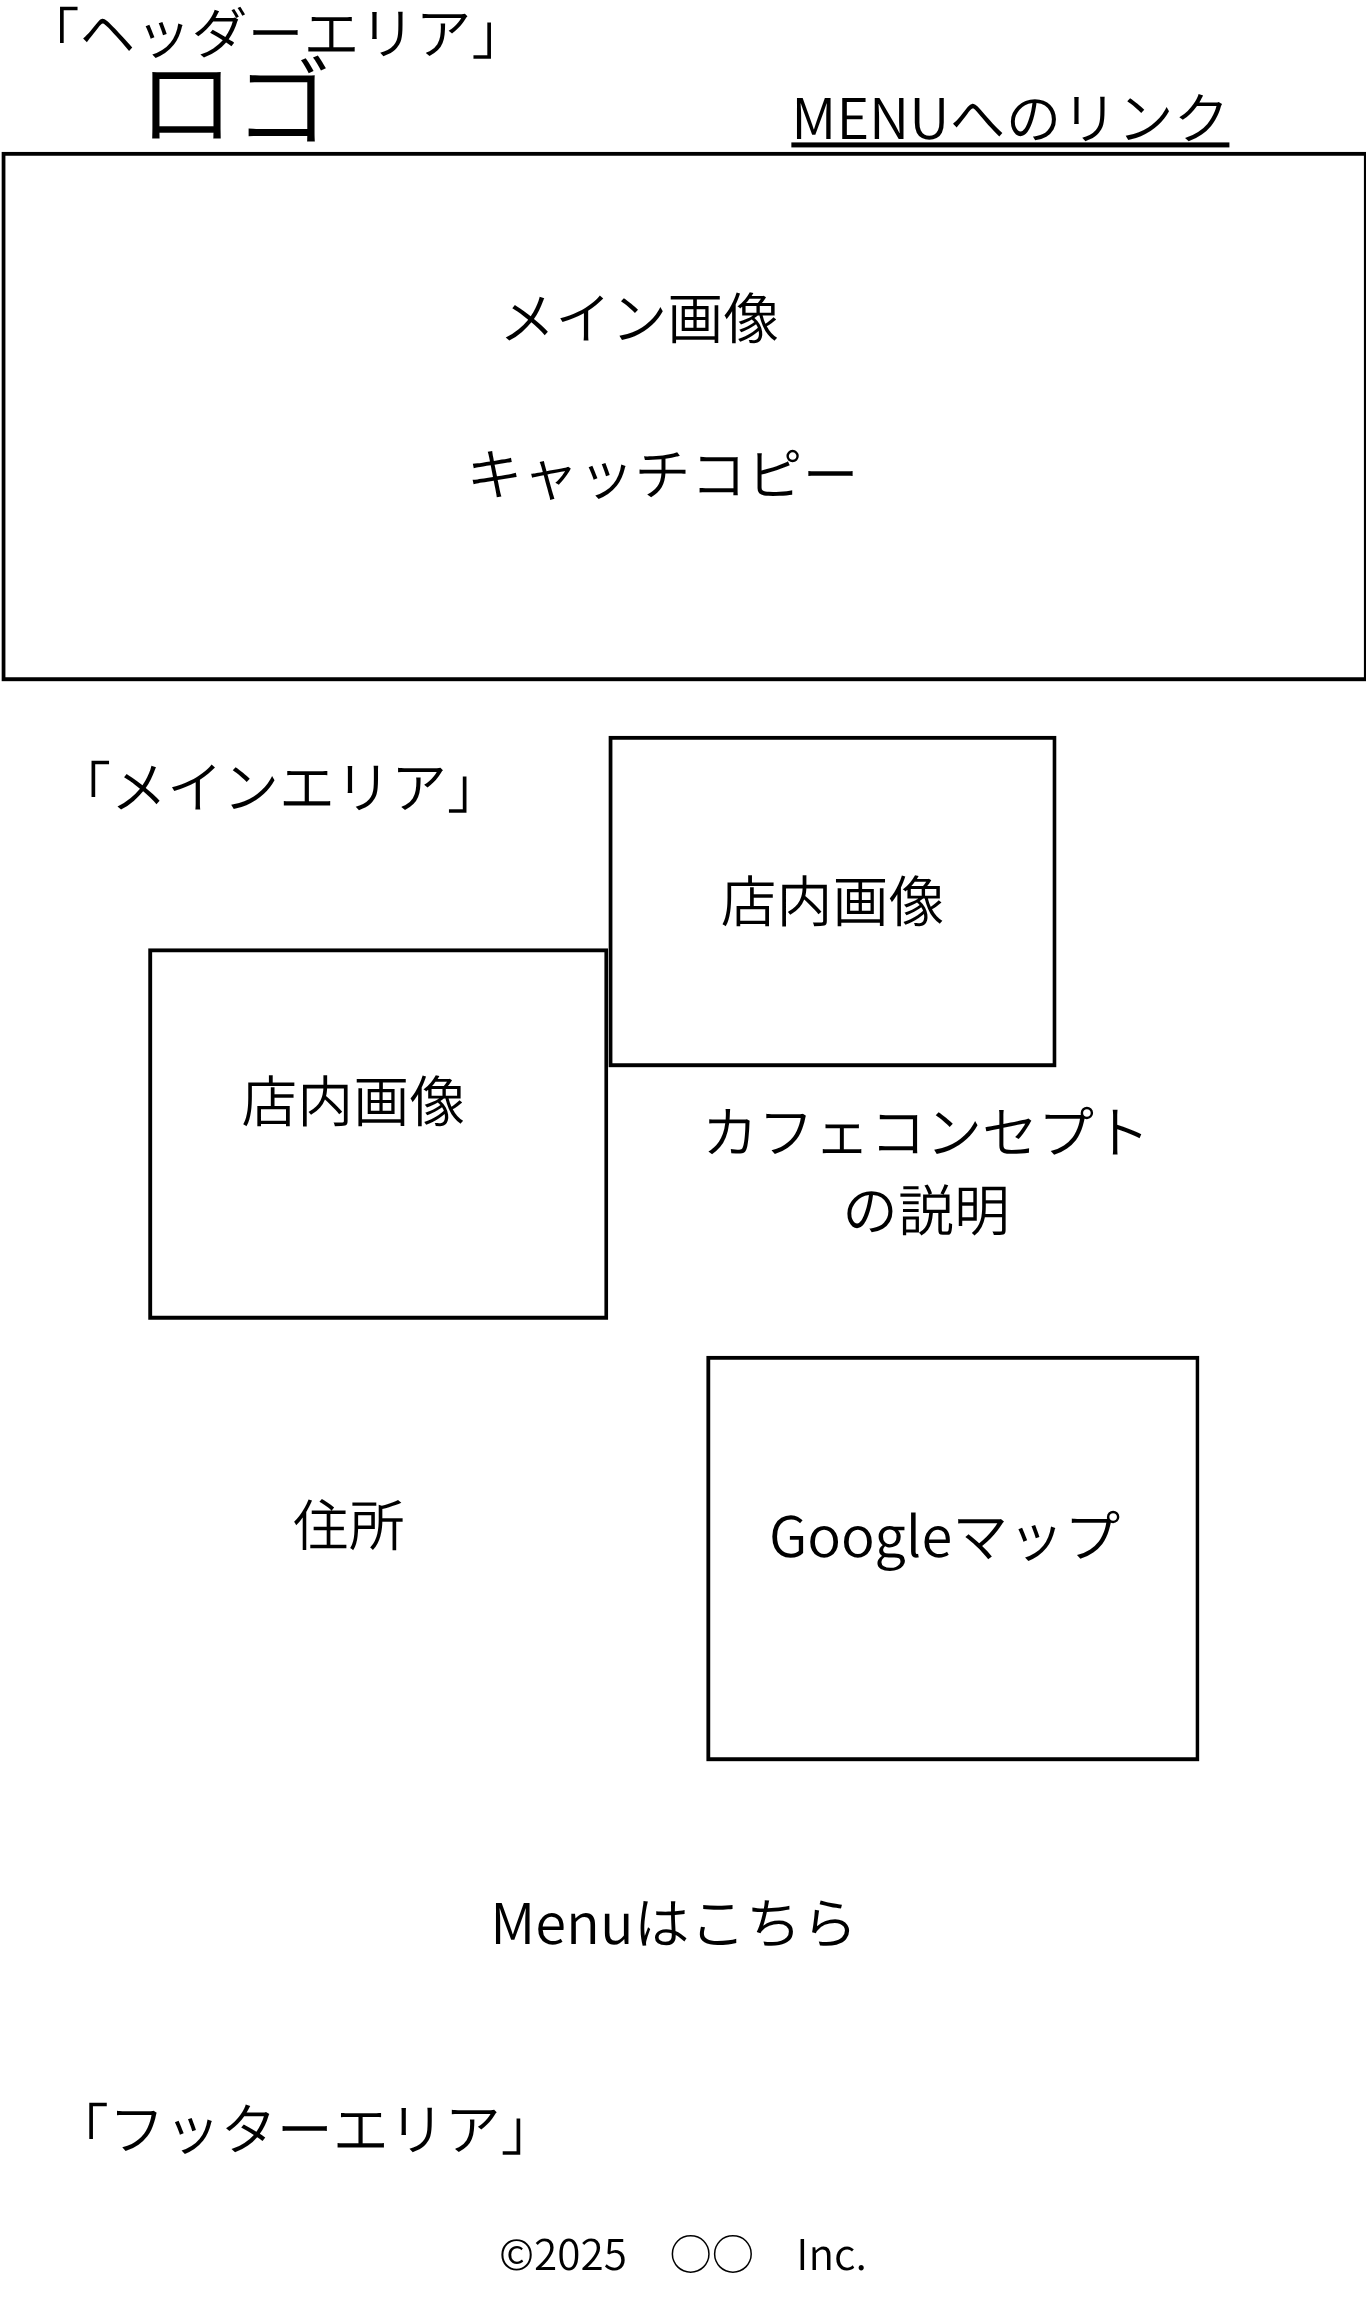 「ヘッダーエリア」
ロゴ
MENUへのリンク
メイン画像
キャッチコピー
「メインエリア」
店内画像
店内画像
カフェコンセプト
の説明
住所
Googleマップ
Menuはこちら
「フッターエリア」
©2025　○○　Inc.